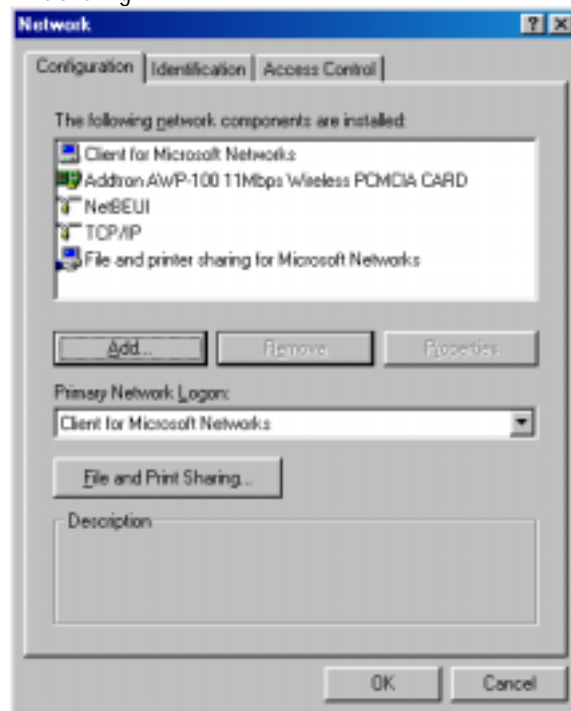 Network
Configuration Identification Access Control
The following network components are installed:
Client for Microsoft Networks
Addtron AWP-100 11Mbps Wireless PCMCIA CARD
NetBEUI
TCP/IP
File and printer sharing for Microsoft Networks
Add... Remove Properties
Primary Network Logon:
Client for Microsoft Networks
File and Print Sharing...
Description
OK Cancel